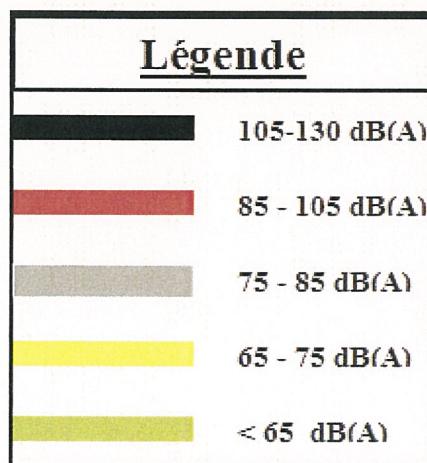 Légende
105-130 dB(A)
85 - 105 dB(A)
75 - 85 dB(A)
65 - 75 dB(A)
< 65 dB(A)